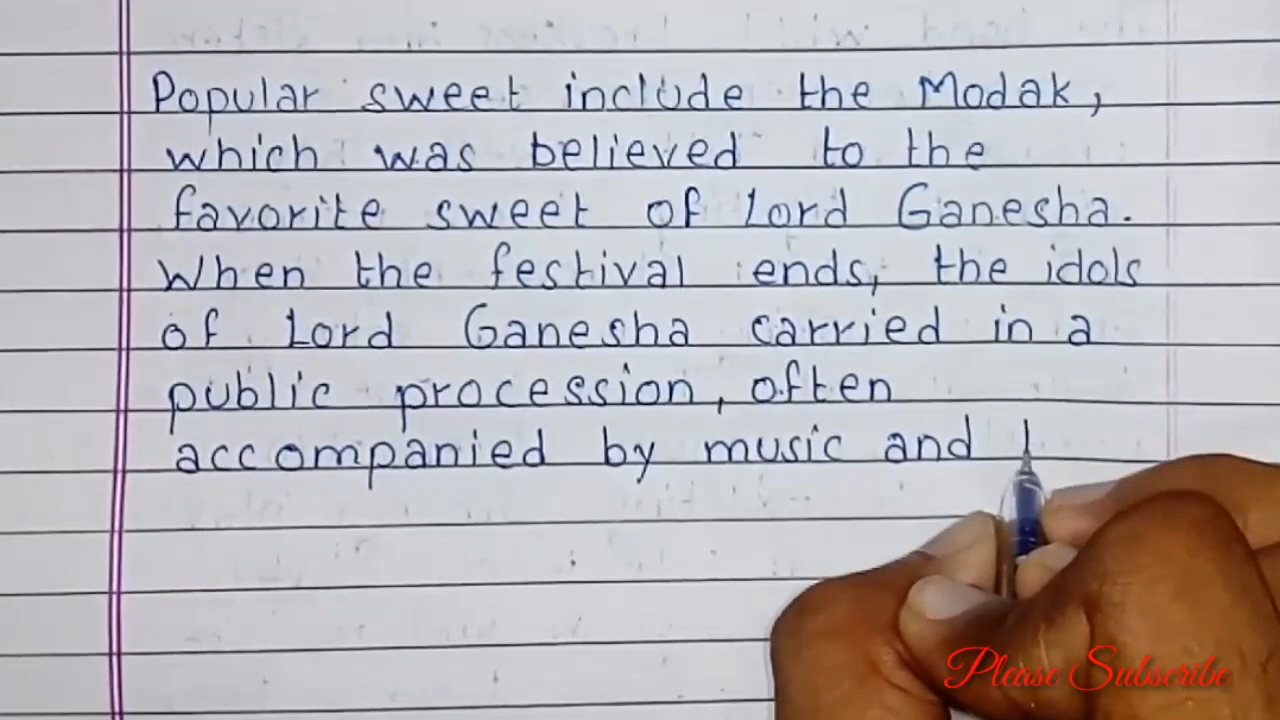 Popular sweet include the Modak,
which was believed to the
favorite sweet of Lord Ganesha.
When the festival ends, the idols
of Lord Ganesha carried in a
public procession, often
accompanied by music and
Please Subscribe